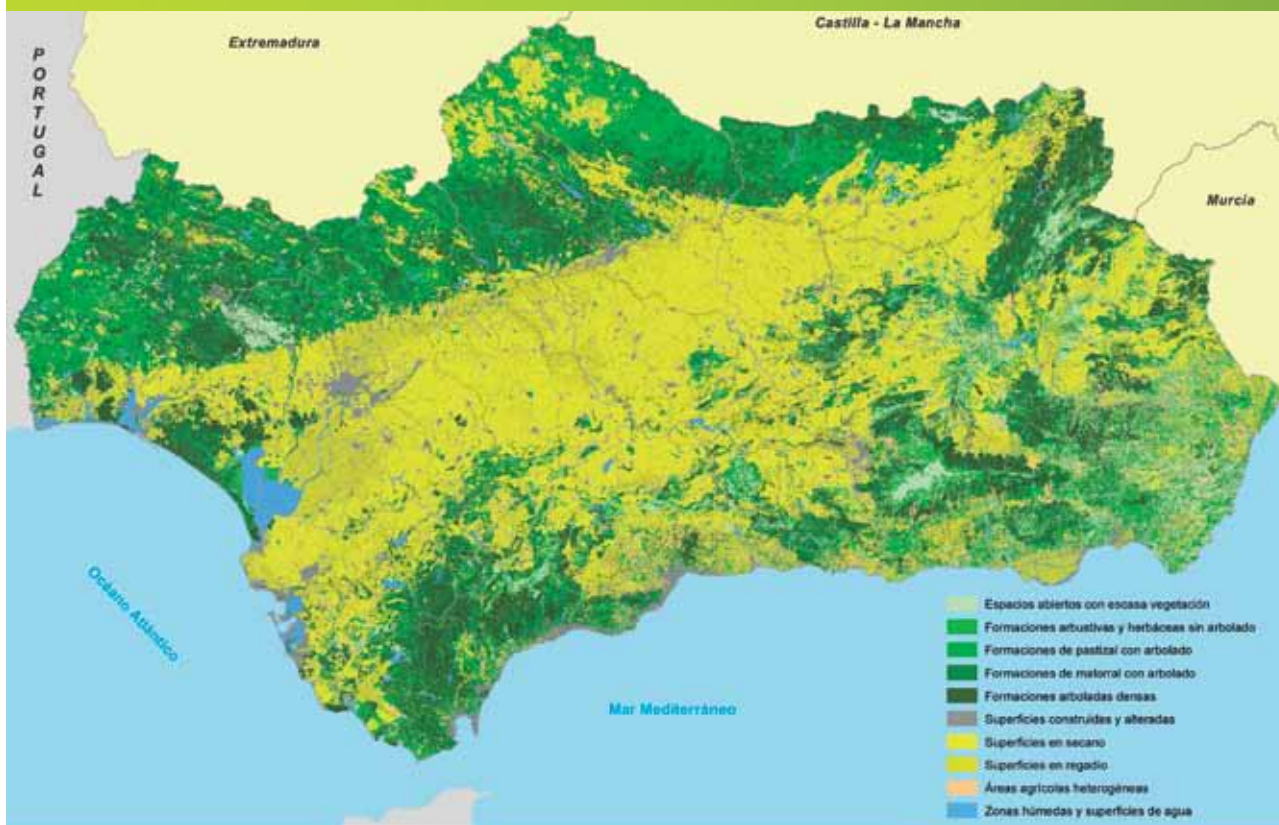 Castilla - La Mancha
Extremadura
PORTUGAL
Murcia
Océano Atlántico
Mar Mediterráneo
Espacios abiertos con escasa vegetación
Formaciones arbustivas y herbáceas sin arbolado
Formaciones de pastizal con arbolado
Formaciones de matorral con arbolado
Formaciones arboladas densas
Superficies construidas y alteradas
Superficies en secano
Superficies en regadío
Áreas agrícolas heterogéneas
Zonas húmedas y superficies de agua